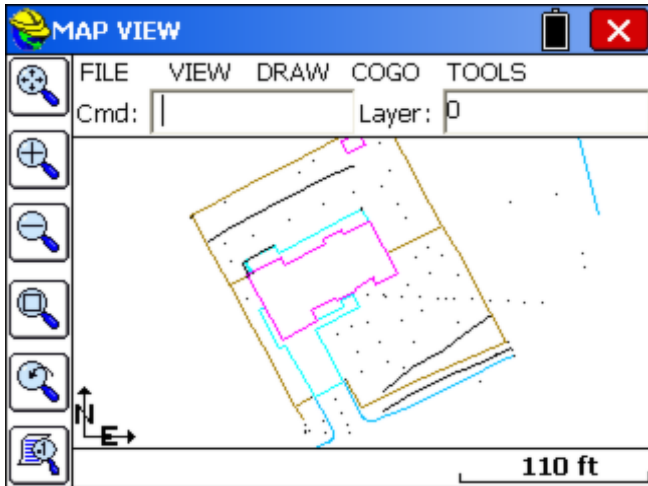 MAP VIEW
FILE VIEW DRAW COGO TOOLS
Cmd: Layer: 0
N
E
110 ft